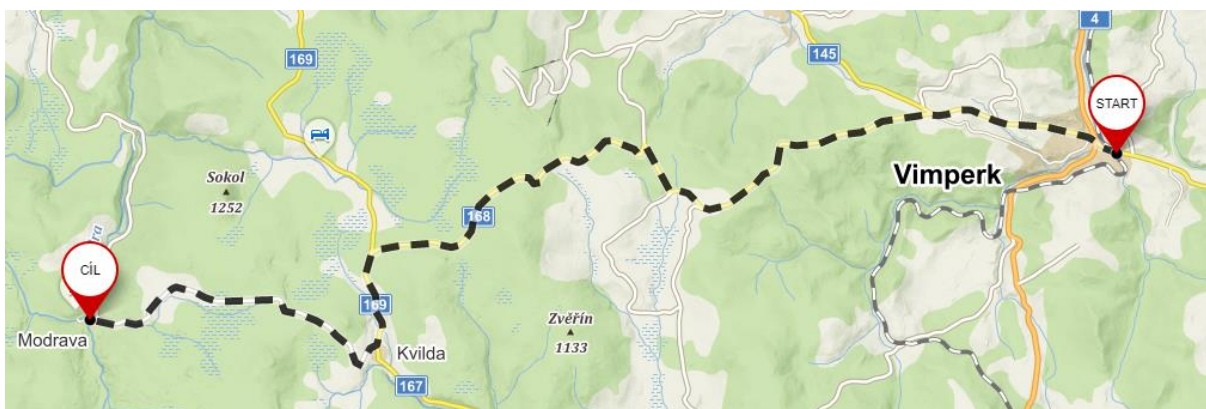 4
169
145
START
Vimperk
Sokol
1252
168
CÍL
169
Zvěřín
1133
Modrava
Kvilda
167